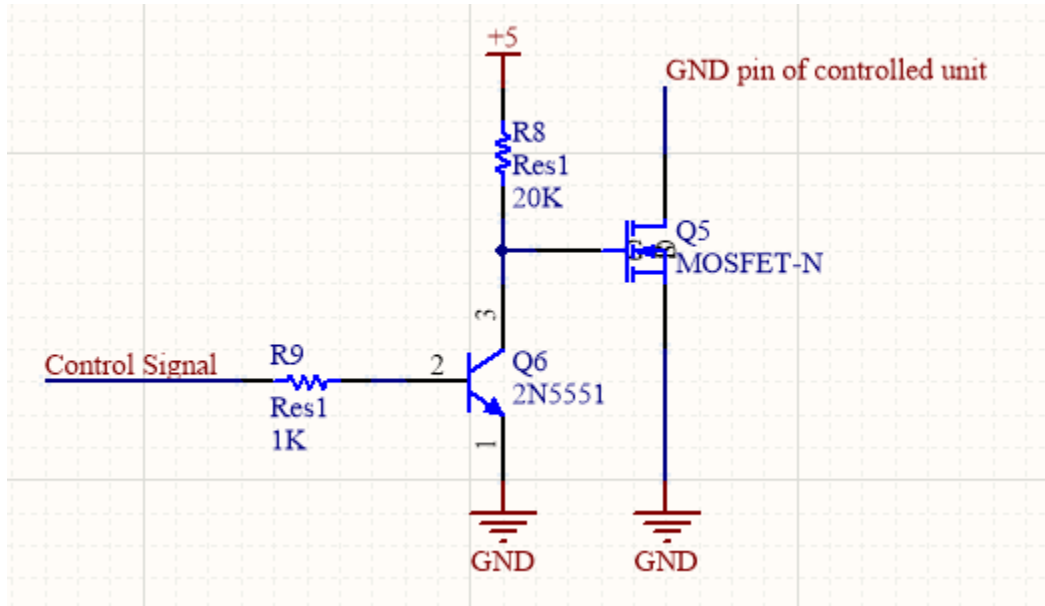 +5
GND pin of controlled unit
R8
Res1
20K
Q5
G
D
MOSFET-N
3
Control Signal
R9
2
Q6
2N5551
Res1
1K
1
GND
GND